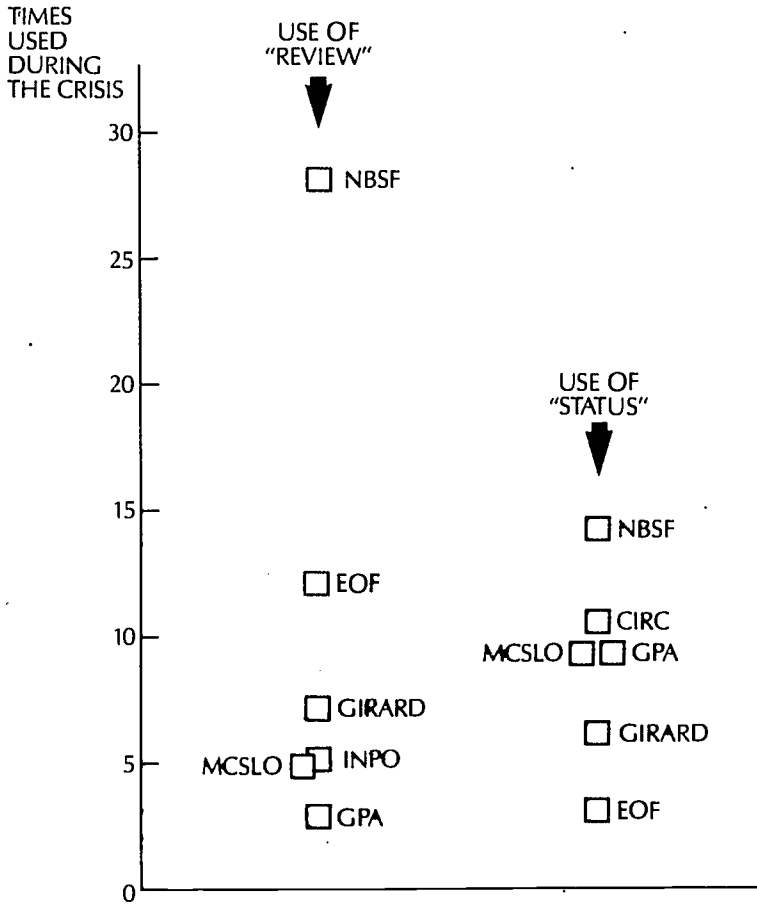 TIMES
USED
DURING
THE CRISIS
USE OF
"REVIEW"
30
NBSF
25
20
USE OF
"STATUS"
15
NBSF
EOF
CIRC
10
MCSLO GPA
GIRARD
GIRARD
MCSLO INPO
5
GPA
EOF
0